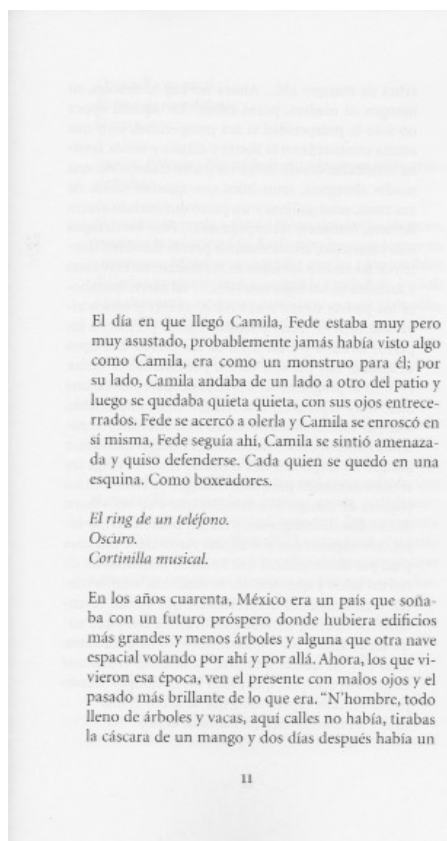 El día en que llegó Camila, Fede estaba muy pero
muy asustado, probablemente jamás había visto algo
como Camila, era como un monstruo para él; por
su lado, Camila andaba de un lado a otro del patio y
luego se quedaba quieta quieta, con sus ojos entrece-
rrados. Fede se acercó a olerla y Camila se enroscó en
sí misma, Fede seguía ahí, Camila se sintió amenaza-
da y quiso defenderse. Cada quien se quedó en una
esquina. Como boxeadores.
El ring de un teléfono.
Oscuro.
Cortinilla musical.
En los años cuarenta, México era un país que soña-
ba con un futuro próspero donde hubiera edificios
más grandes y menos árboles y alguna que otra nave
espacial volando por ahí y por allá. Ahora, los que vi-
vieron esa época, ven el presente con malos ojos y el
pasado más brillante de lo que era. “N’hombre, todo
lleno de árboles y vacas, aquí calles no había, tirabas
la cáscara de un mango y dos días después había un
11